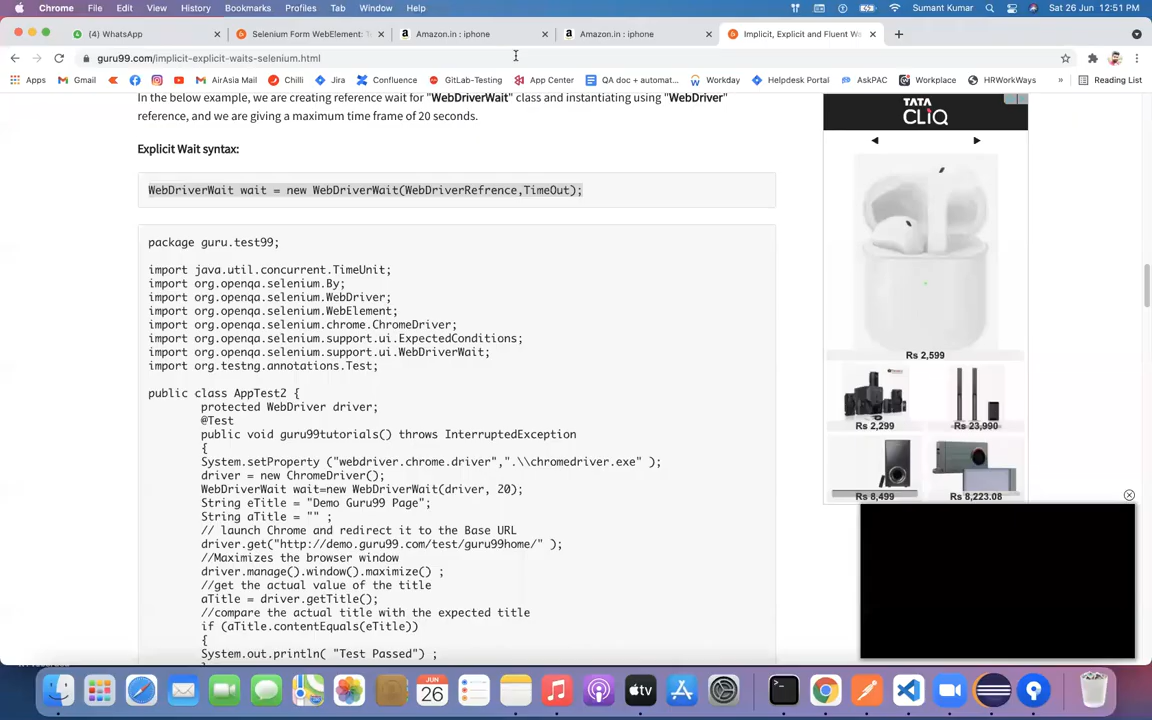 Chrome File Edit View History Bookmarks Profiles Tab Window Help Sumant Kumar Sat 26 Jun 12:51 PM
(4) WhatsApp Selenium Form WebElement: T Amazon.in : iphone Amazon.in : iphone Implicit, Explicit and Fluent Wa
guru99.com/implicit-explicit-waits-selenium.html
Apps Gmail AirAsia Mail Chilli Jira Confluence GitLab-Testing App Center QA doc + automat... Workday Helpdesk Portal AskPAC Workplace HRWorkWays » Reading List
In the below example, we are creating reference wait for "WebDriverWait" class and instantiating using "WebDriver"
reference, and we are giving a maximum time frame of 20 seconds.
Explicit Wait syntax:
WebDriverWait wait = new WebDriverWait(WebDriverRefrence,TimeOut);
package guru.test99;
import java.util.concurrent.TimeUnit;
import org.openqa.selenium.By;
import org.openqa.selenium.WebDriver;
import org.openqa.selenium.WebElement;
import org.openqa.selenium.chrome.ChromeDriver;
import org.openqa.selenium.support.ui.ExpectedConditions;
import org.openqa.selenium.support.ui.WebDriverWait;
import org.testng.annotations.Test;
public class AppTest2 {
protected WebDriver driver;
@Test
public void guru99tutorials() throws InterruptedException
{
System.setProperty ("webdriver.chrome.driver",".\\chromedriver.exe" );
driver = new ChromeDriver();
WebDriverWait wait=new WebDriverWait(driver, 20);
String eTitle = "Demo Guru99 Page";
String aTitle = "" ;
// launch Chrome and redirect it to the Base URL
driver.get("http://demo.guru99.com/test/guru99home/" );
//Maximizes the browser window
driver.manage().window().maximize() ;
//get the actual value of the title
aTitle = driver.getTitle();
//compare the actual title with the expected title
if (aTitle.contentEquals(eTitle))
{
System.out.println( "Test Passed") ;
TATA
CLiQ
Rs 2,599
Rs 2,299 Rs 23,990
Rs 8,499 Rs 8,223.08
JUN
26
tv